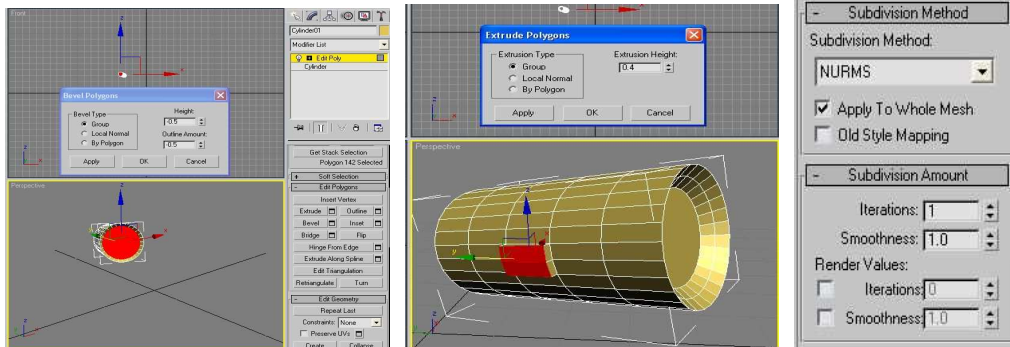 Front
Bevel Polygons
Bevel Type
Group
Local Normal
By Polygon
Height:
-0.5
Outline Amount:
-0.5
Apply OK Cancel
Perspective
Cylinder01
Modifier List
Edit Poly
Cylinder
Get Stack Selection
Polygon 142 Selected
+ Soft Selection
- Edit Polygons
Insert Vertex
Extrude Outline
Bevel Inset
Bridge Flip
Hinge From Edge
Extrude Along Spline
Edit Triangulation
Retriangulate Turn
- Edit Geometry
Repeat Last
Constraints: None
Preserve UVs
Create Collapse
Extrude Polygons
Extrusion Type
Group
Local Normal
By Polygon
Extrusion Height:
0.4
Apply OK Cancel
Perspective
- Subdivision Method
Subdivision Method:
NURMS
Apply To Whole Mesh
Old Style Mapping
- Subdivision Amount
Iterations: 1
Smoothness: 1.0
Render Values:
Iterations: 0
Smoothness: 1.0